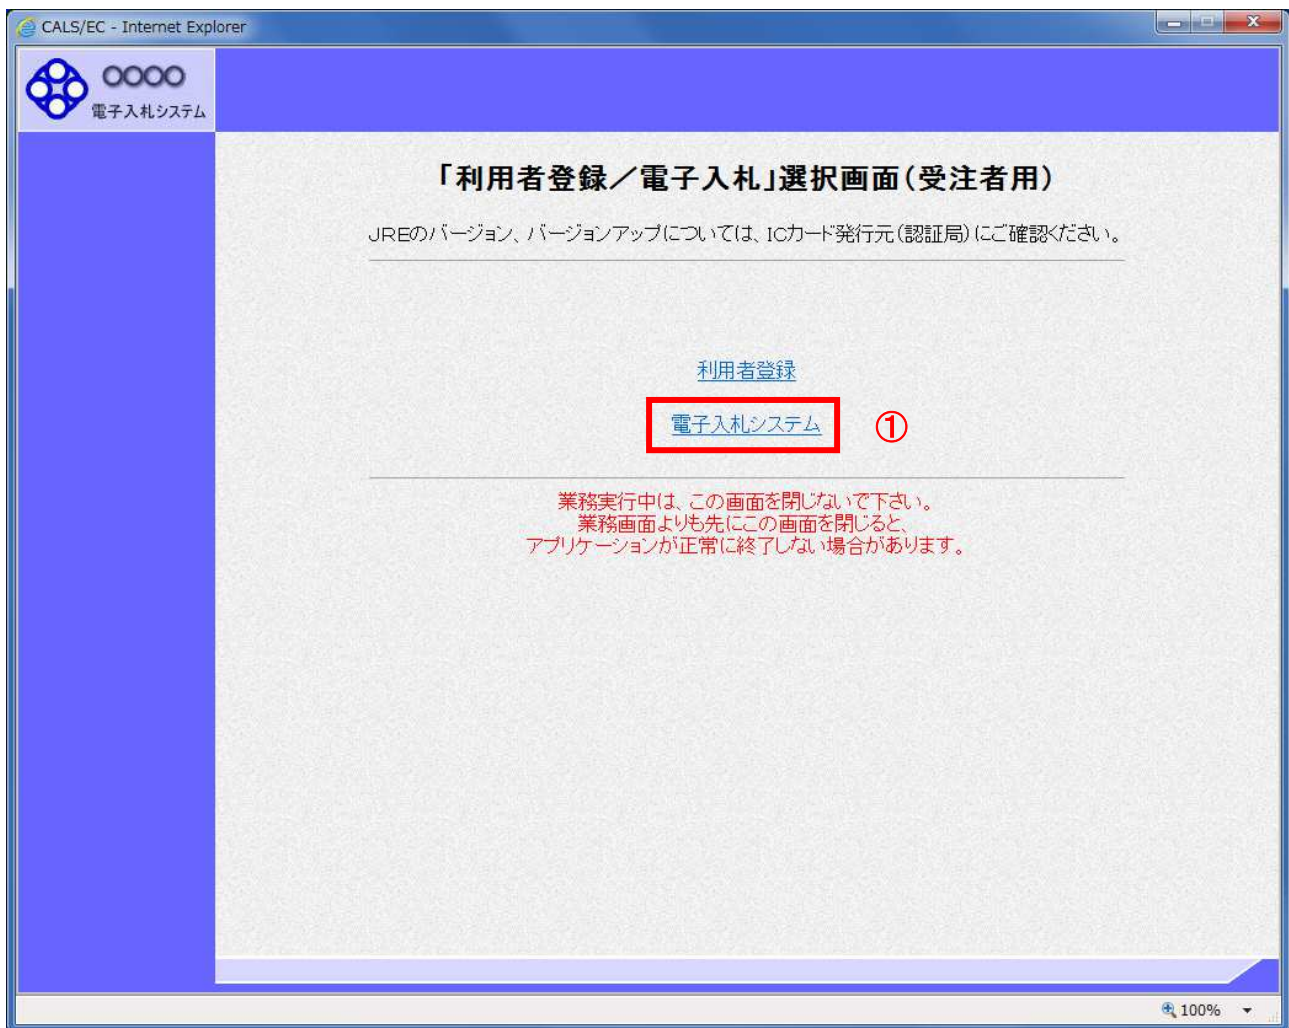 CALS/EC - Internet Explorer
〇〇〇〇
電子入札システム
「利用者登録／電子入札」選択画面（受注者用）
JREのバージョン、バージョンアップについては、ICカード発行元（認証局）にご確認ください。
利用者登録
電子入札システム
①
業務実行中は、この画面を閉じないで下さい。
業務画面よりも先にこの画面を閉じると、
アプリケーションが正常に終了しない場合があります。
100%